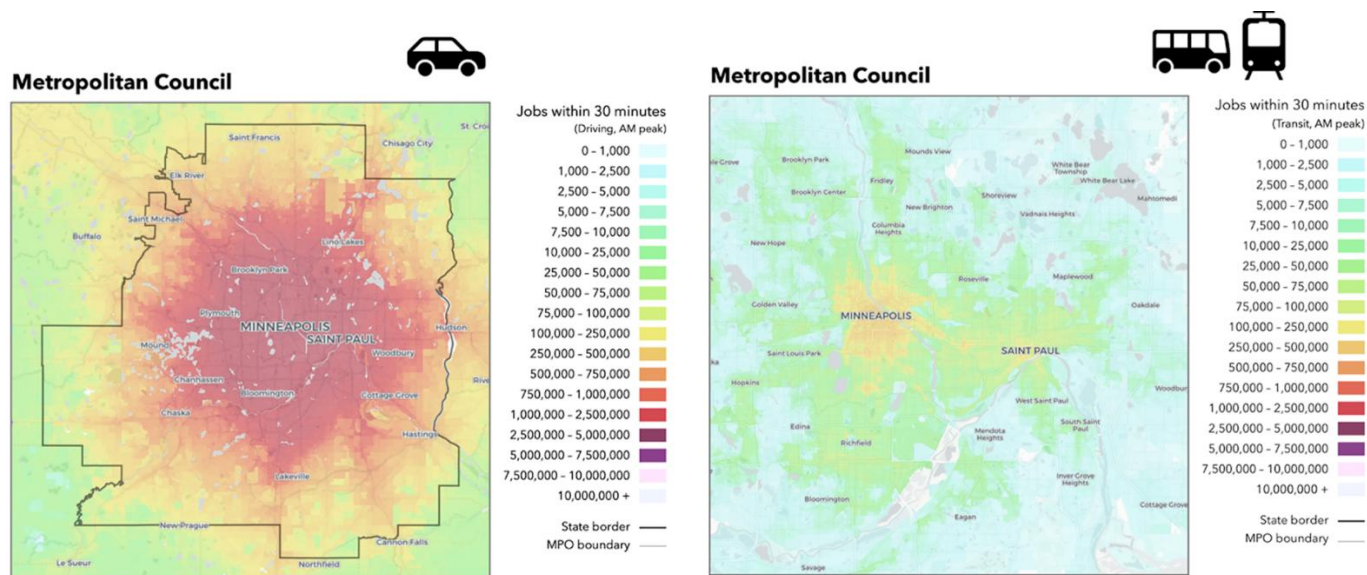 Metropolitan Council
Jobs within 30 minutes
(Driving, AM peak)
0 – 1,000
1,000 – 2,500
2,500 – 5,000
5,000 – 7,500
7,500 – 10,000
10,000 – 25,000
25,000 – 50,000
50,000 – 75,000
75,000 – 100,000
100,000 – 250,000
250,000 – 500,000
500,000 – 750,000
750,000 – 1,000,000
1,000,000 – 2,500,000
2,500,000 – 5,000,000
5,000,000 – 7,500,000
7,500,000 – 10,000,000
10,000,000 +
State border
MPO boundary
Saint Francis
St. Cro
Chisago City
Elk River
Saint Michael
Buffalo
Lino Lakes
Brooklyn Park
Plymouth
MINNEAPOLIS
Hudson
SAINT PAUL
Mound
Woodbury
Chanhassen
Rive
Bloomington
Cottage Grove
Chaska
Hastings
Lakeville
New Prague
Cannon Falls
Le Sueur
Northfield
Metropolitan Council
Jobs within 30 minutes
(Transit, AM peak)
0 – 1,000
1,000 – 2,500
2,500 – 5,000
5,000 – 7,500
7,500 – 10,000
10,000 – 25,000
25,000 – 50,000
50,000 – 75,000
75,000 – 100,000
100,000 – 250,000
250,000 – 500,000
500,000 – 750,000
750,000 – 1,000,000
1,000,000 – 2,500,000
2,500,000 – 5,000,000
5,000,000 – 7,500,000
7,500,000 – 10,000,000
10,000,000 +
State border
MPO boundary
le Grove
Brooklyn Park
Mounds View
White Bear
Township
Fridley
White Bear Lake
Brooklyn Center
Shoreview
Mahtomedi
New Brighton
Vadnais Heights
Columbia
Heights
New Hope
Roseville
Maplewood
Golden Valley
Oakdale
MINNEAPOLIS
Saint Louis Park
SAINT PAUL
ka
Hopkins
Woodbur
West Saint Paul
Edina
South Saint
Paul
Mendota
Heights
Richfield
Inver Grove
Heights
Bloomington
Cottage Grove
Eagan
Savage